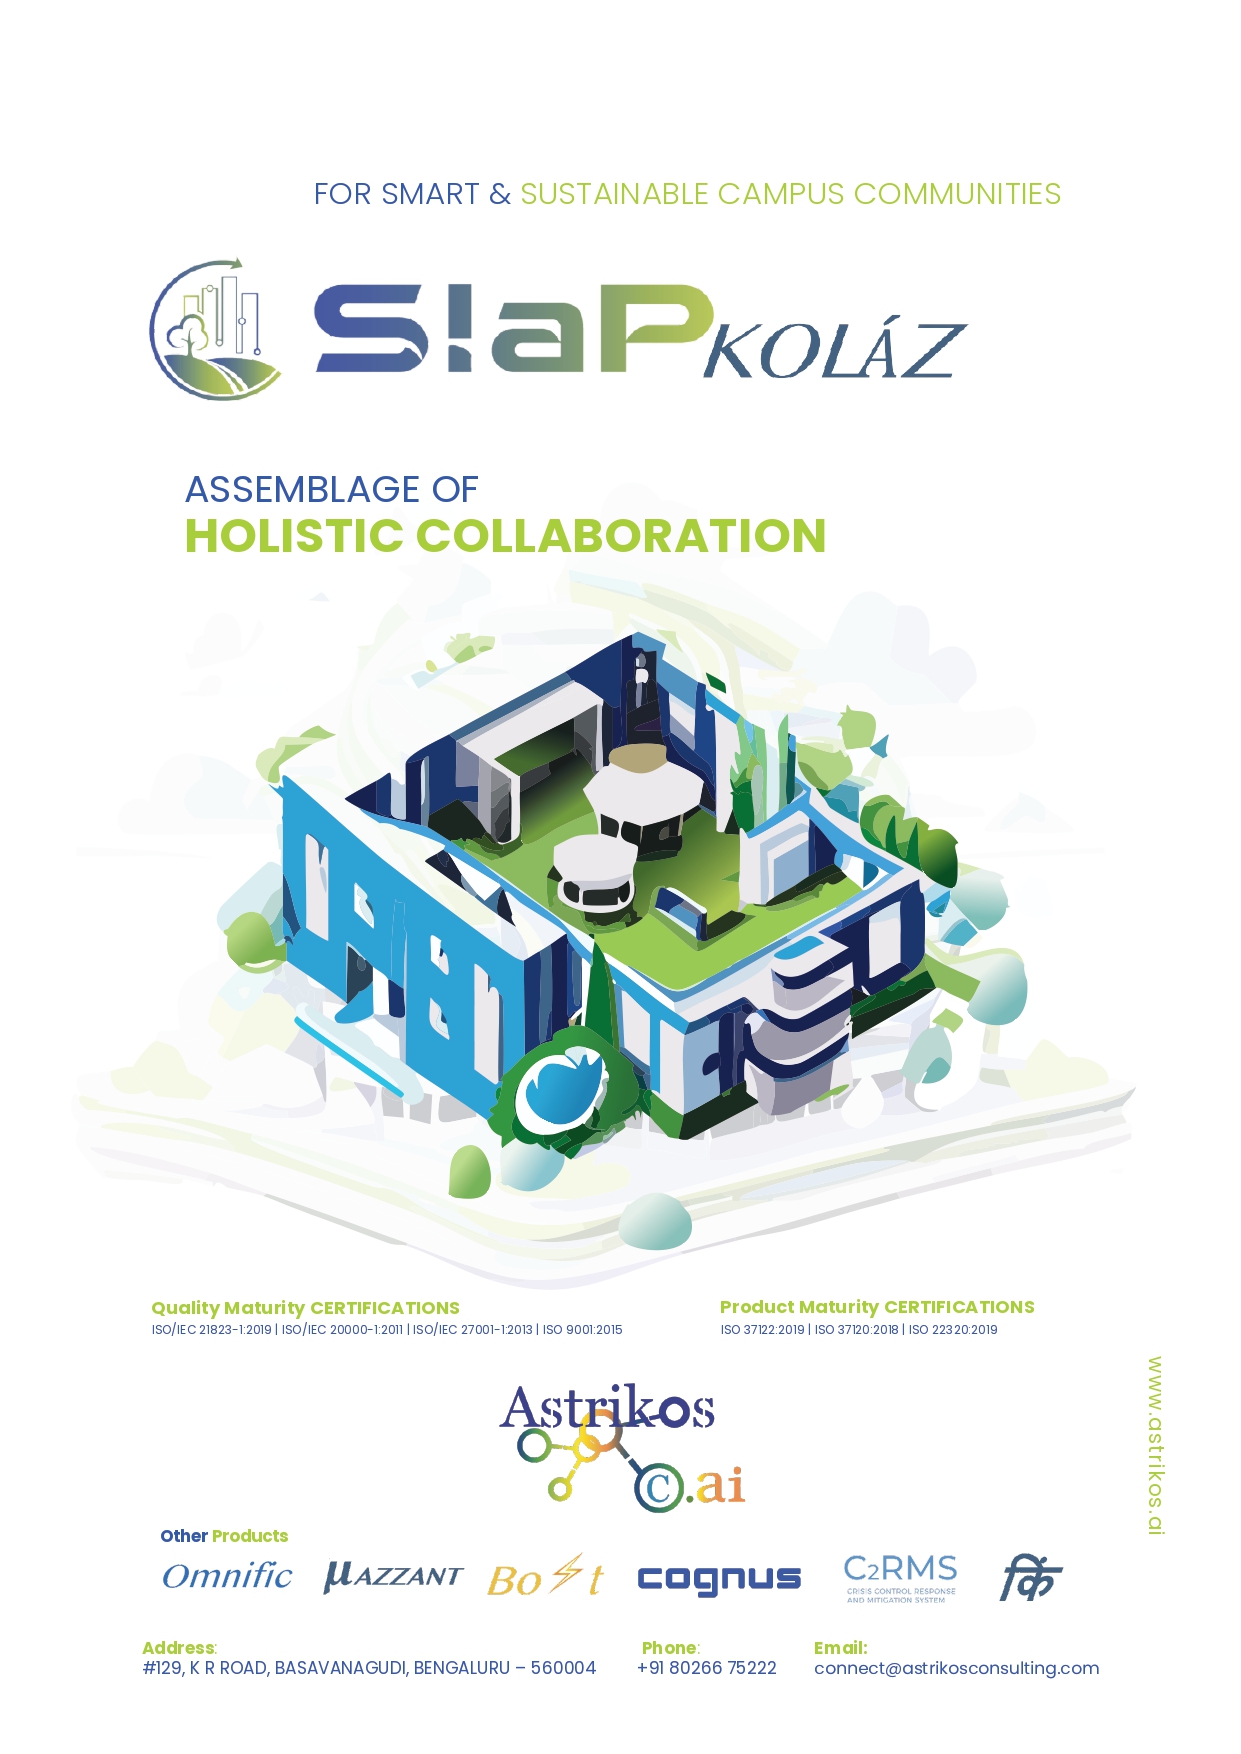 FOR SMART & SUSTAINABLE CAMPUS COMMUNITIES
S!aP KOLÁZ
ASSEMBLAGE OF
HOLISTIC COLLABORATION
Quality Maturity CERTIFICATIONS
ISO/IEC 21823-1:2019 | ISO/IEC 20000-1:2011 | ISO/IEC 27001-1:2013 | ISO 9001:2015
Product Maturity CERTIFICATIONS
ISO 37122:2019 | ISO 37120:2018 | ISO 22320:2019
www.astrikos.ai
Astrikos
C.ai
Other Products
Omnific
µAZZANT
Bo⚡t
cognus
C2RMS
CRISIS CONTROL RESPONSE
AND MITIGATION SYSTEM
किं
Address:
#129, K R ROAD, BASAVANAGUDI, BENGALURU – 560004
Phone:
+91 80266 75222
Email:
connect@astrikosconsulting.com